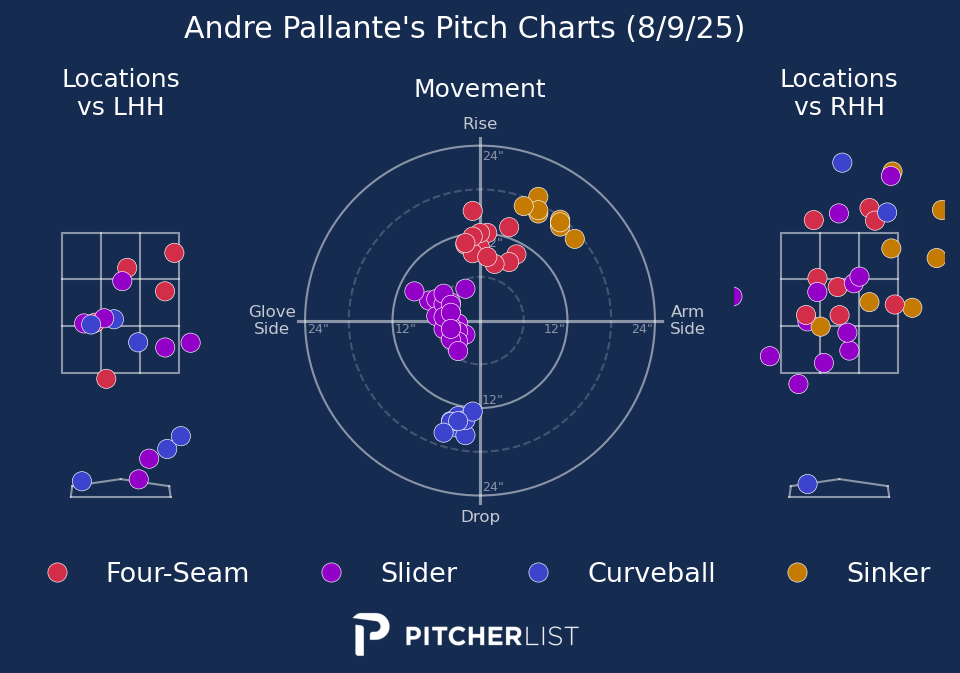 Andre Pallante's Pitch Charts (8/9/25)
Locations
vs LHH
Movement
Locations
vs RHH
Rise
24"
Glove
Side
24"
12"
12"
24"
Arm
Side
12"
24"
Drop
Four-Seam
Slider
Curveball
Sinker
PITCHERLIST